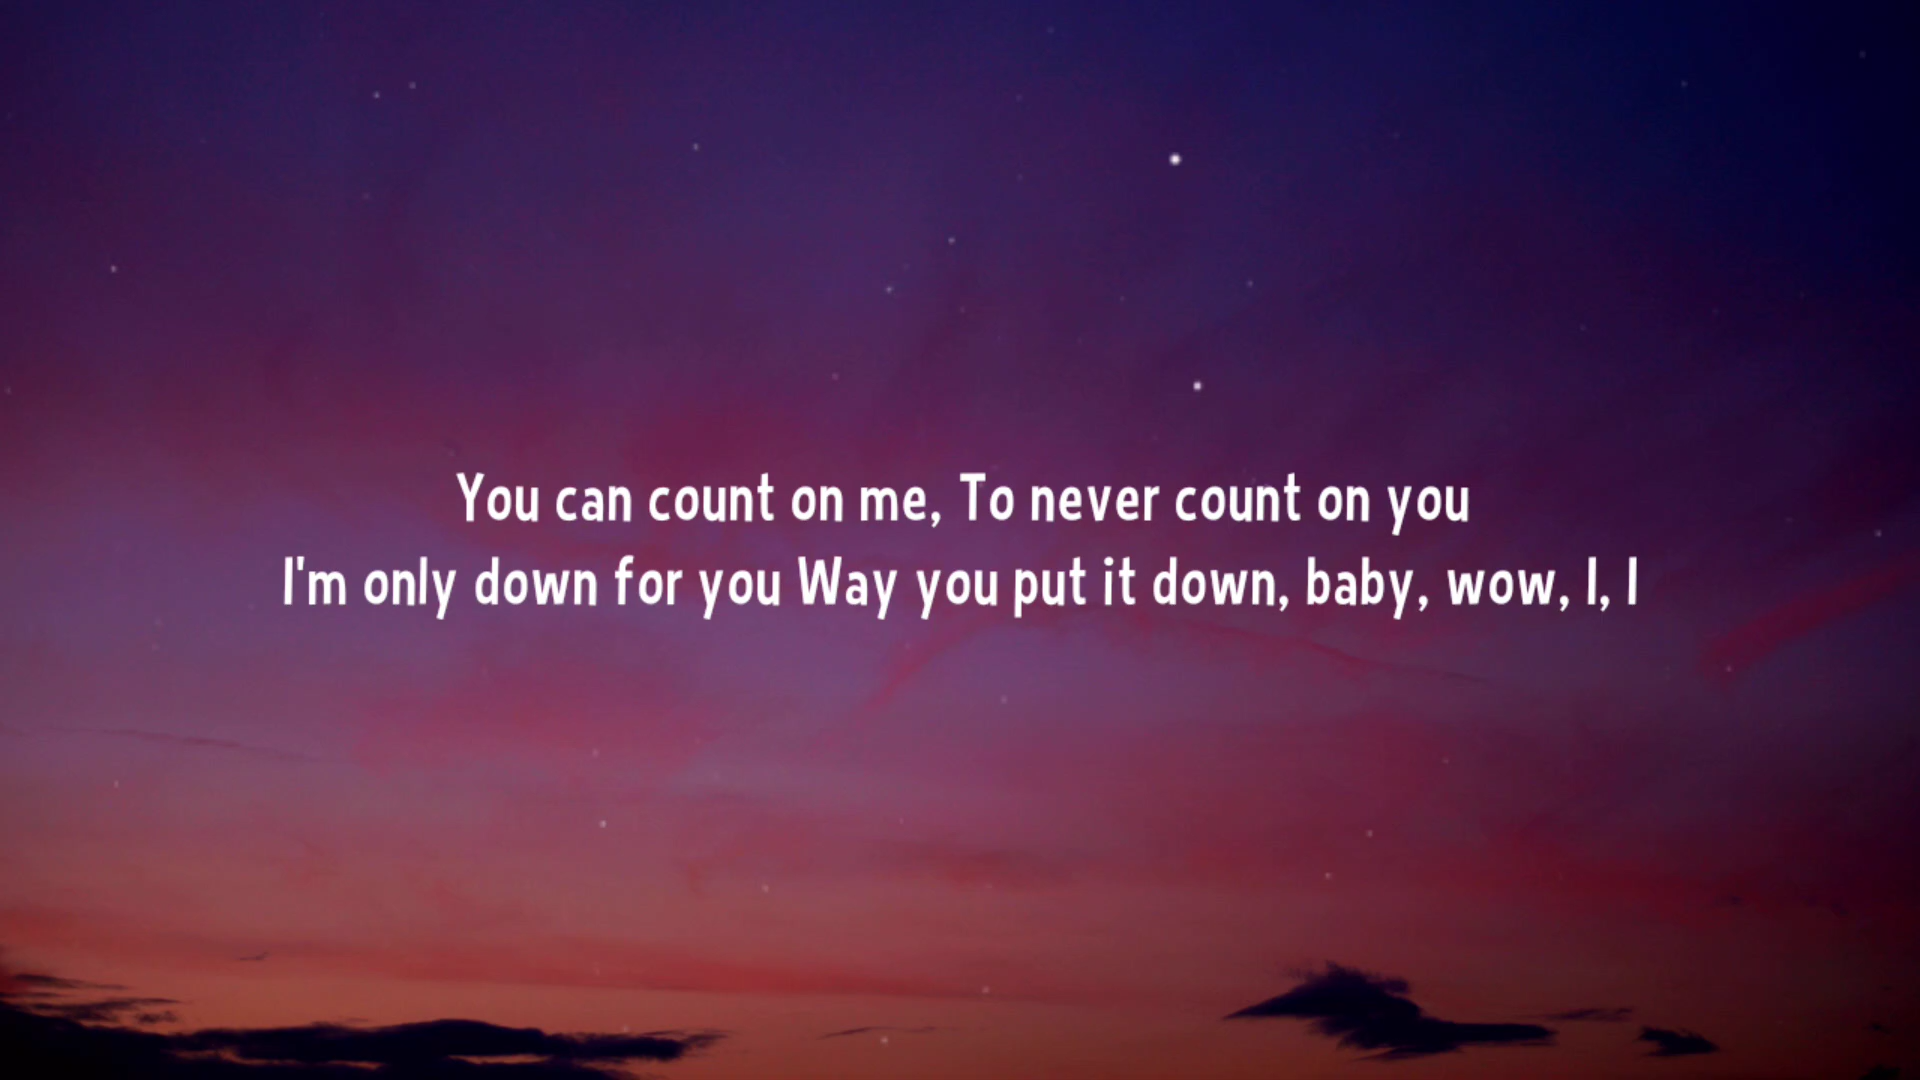 You can count on me, To never count on you
I'm only down for you Way you put it down, baby, wow, I, I